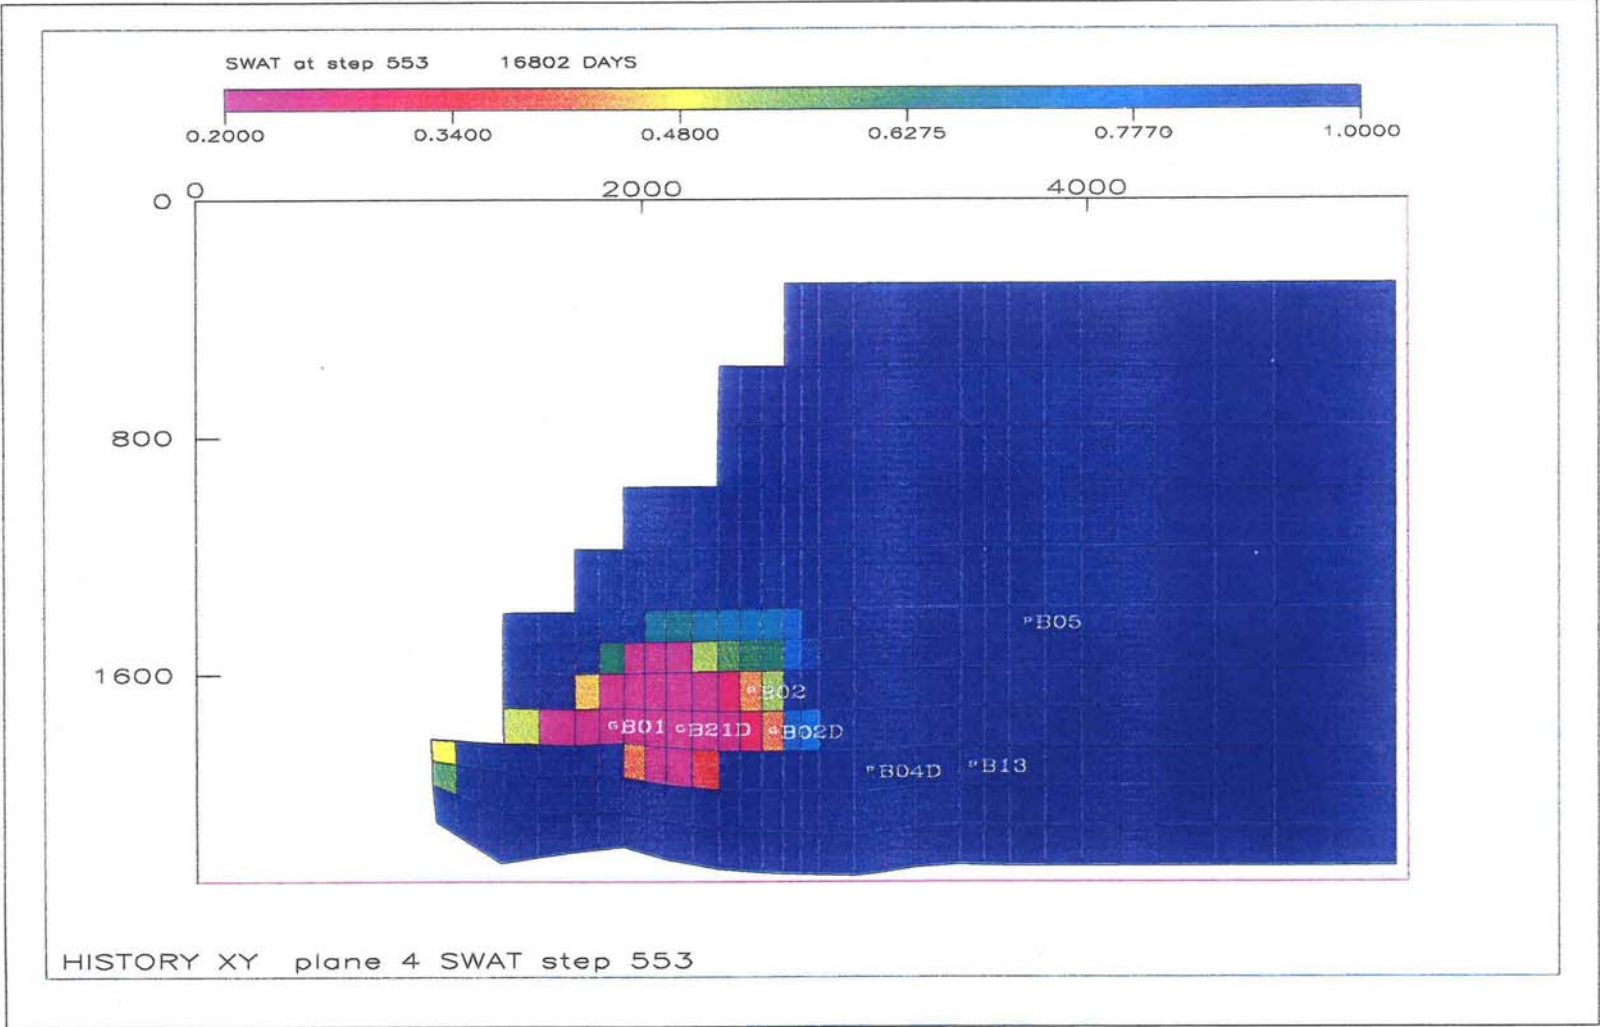 SWAT at step 553 16802 DAYS
0.2000 0.3400 0.4800 0.6275 0.7770 1.0000
0 2000 4000
0
800
B05
1600
B02
B01 B21D B02D
B04D B13
HISTORY XY plane 4 SWAT step 553